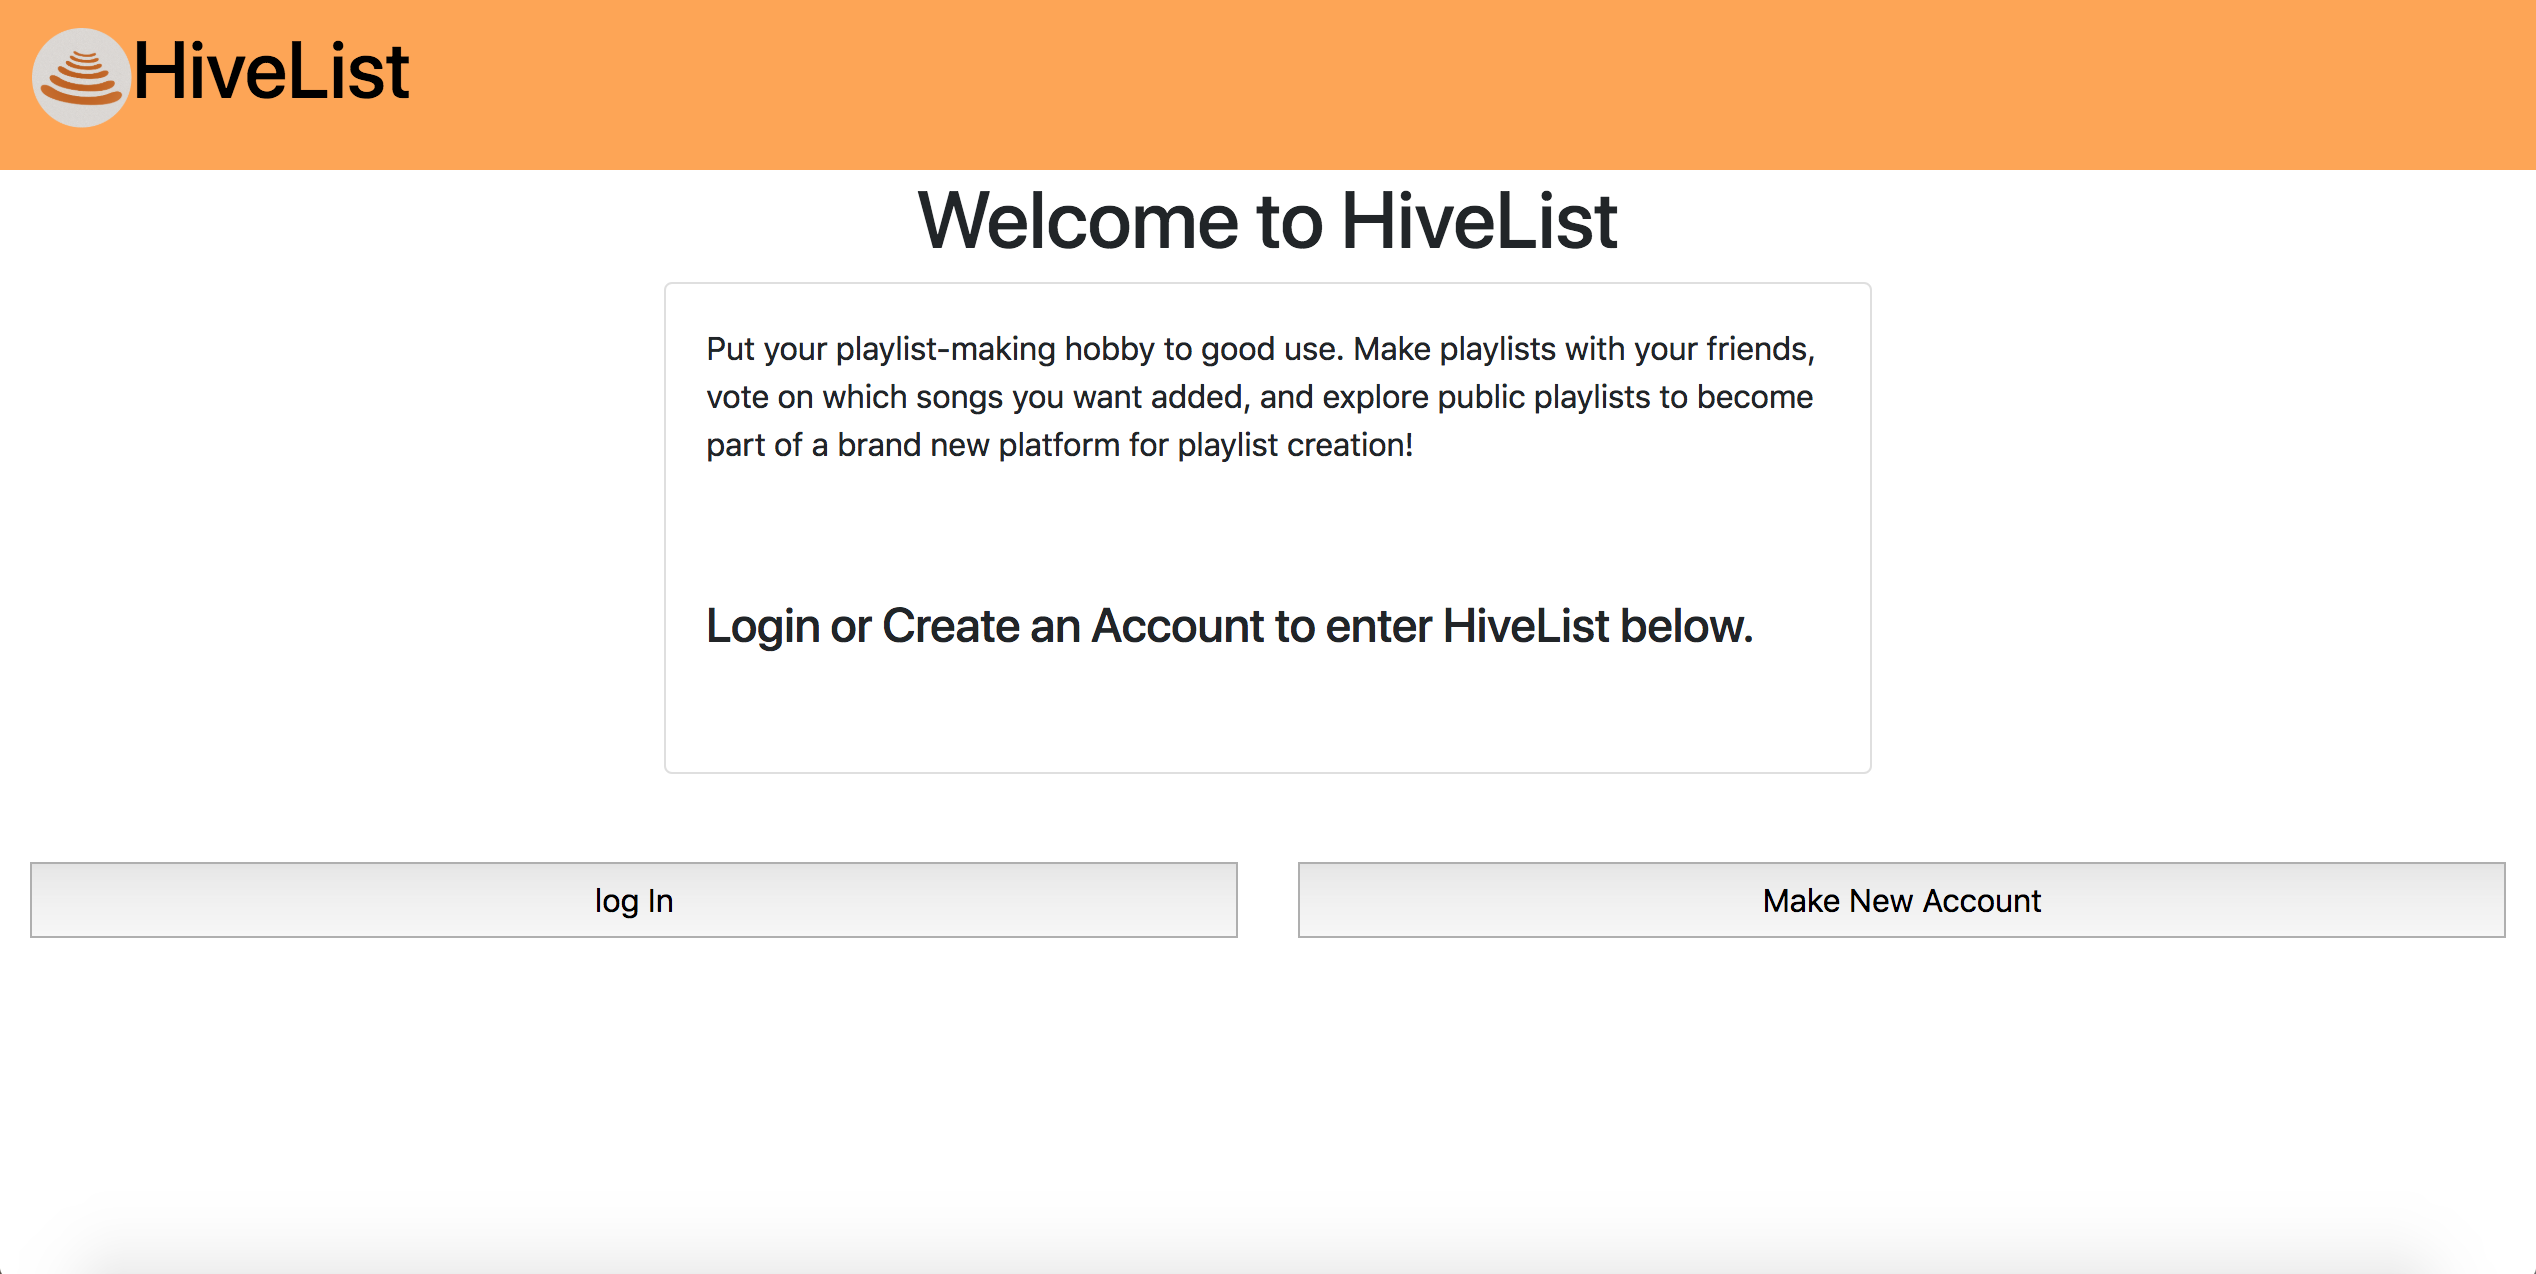 HiveList
Welcome to HiveList
Put your playlist-making hobby to good use. Make playlists with your friends,
vote on which songs you want added, and explore public playlists to become
part of a brand new platform for playlist creation!
Login or Create an Account to enter HiveList below.
log In
Make New Account